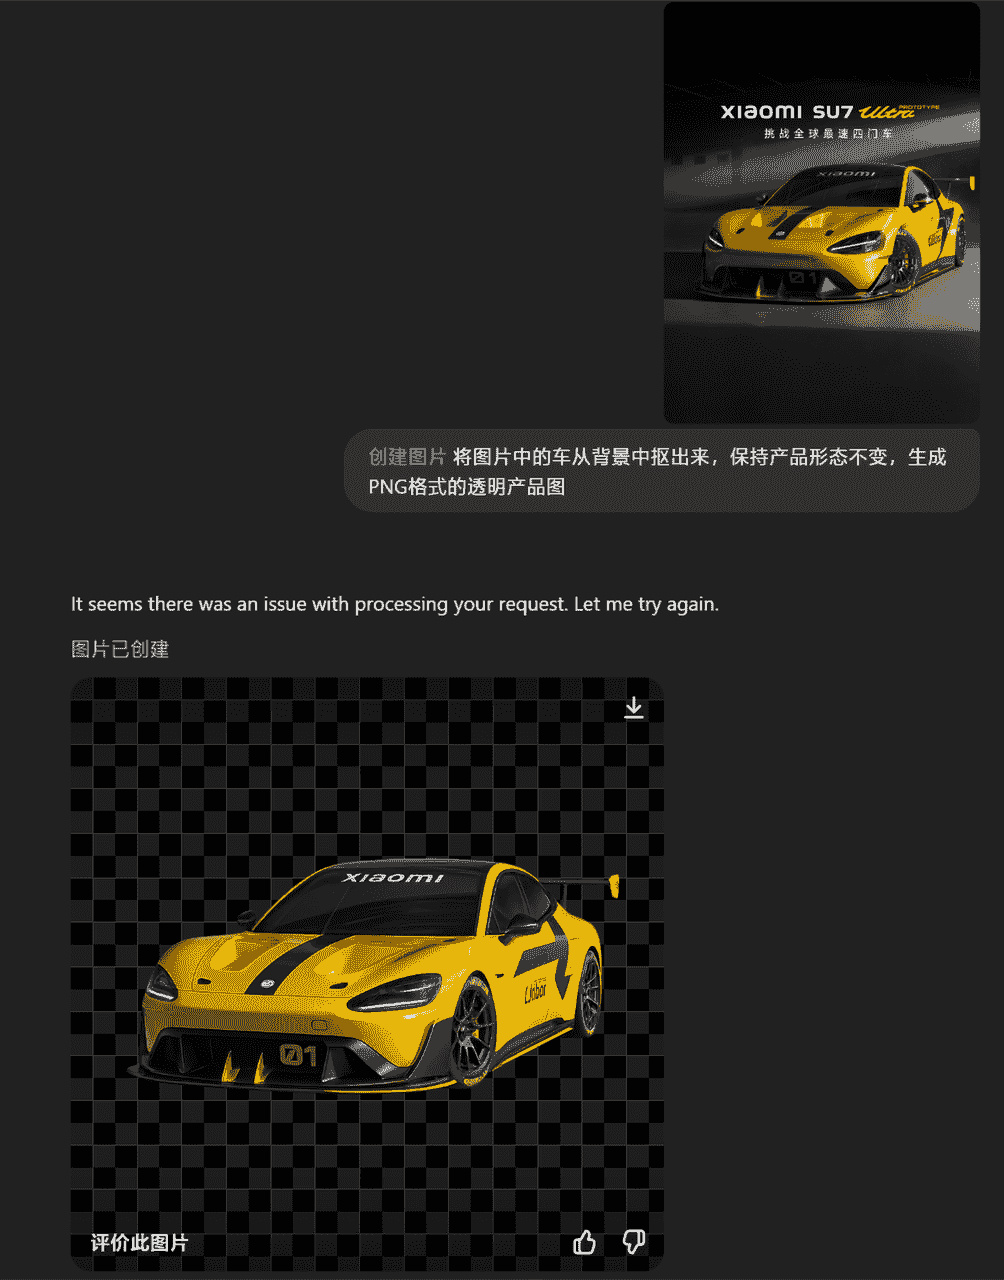 XIAOMI SU7 Ultra PROTOTYPE
挑战全球最速四门车
XIAOMI
01
创建图片 将图片中的车从背景中抠出来，保持产品形态不变，生成
PNG格式的透明产品图
It seems there was an issue with processing your request. Let me try again.
图片已创建
XIAOMI
01
评价此图片